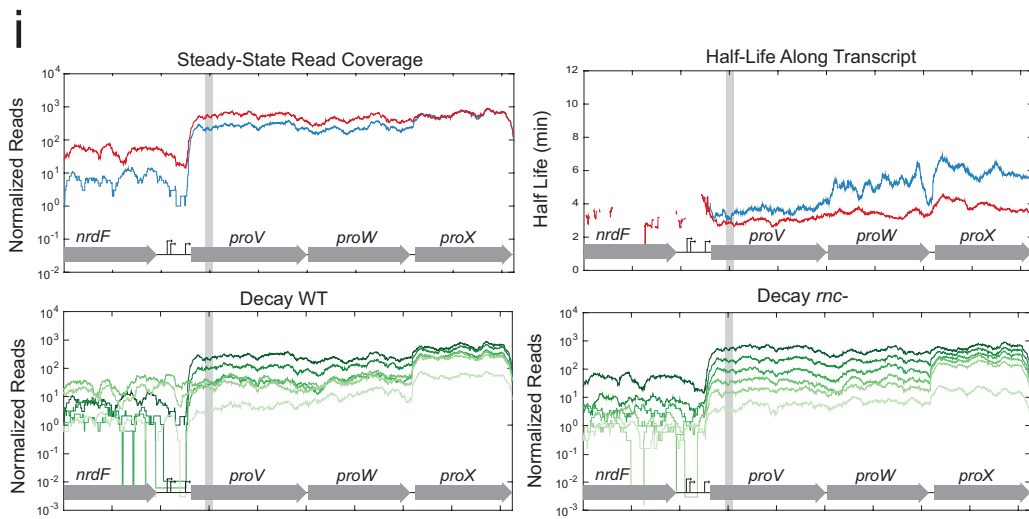 i
Steady-State Read Coverage
Normalized Reads
10^4
10^3
10^2
10^1
10^0
10^-1
10^-2
nrdF
proV
proW
proX
Half-Life Along Transcript
Half Life (min)
12
10
8
6
4
2
0
nrdF
proV
proW
proX
Decay WT
Normalized Reads
10^4
10^3
10^2
10^1
10^0
10^-1
10^-2
10^-3
nrdF
proV
proW
proX
Decay rnc-
Normalized Reads
10^4
10^3
10^2
10^1
10^0
10^-1
10^-2
10^-3
nrdF
proV
proW
proX